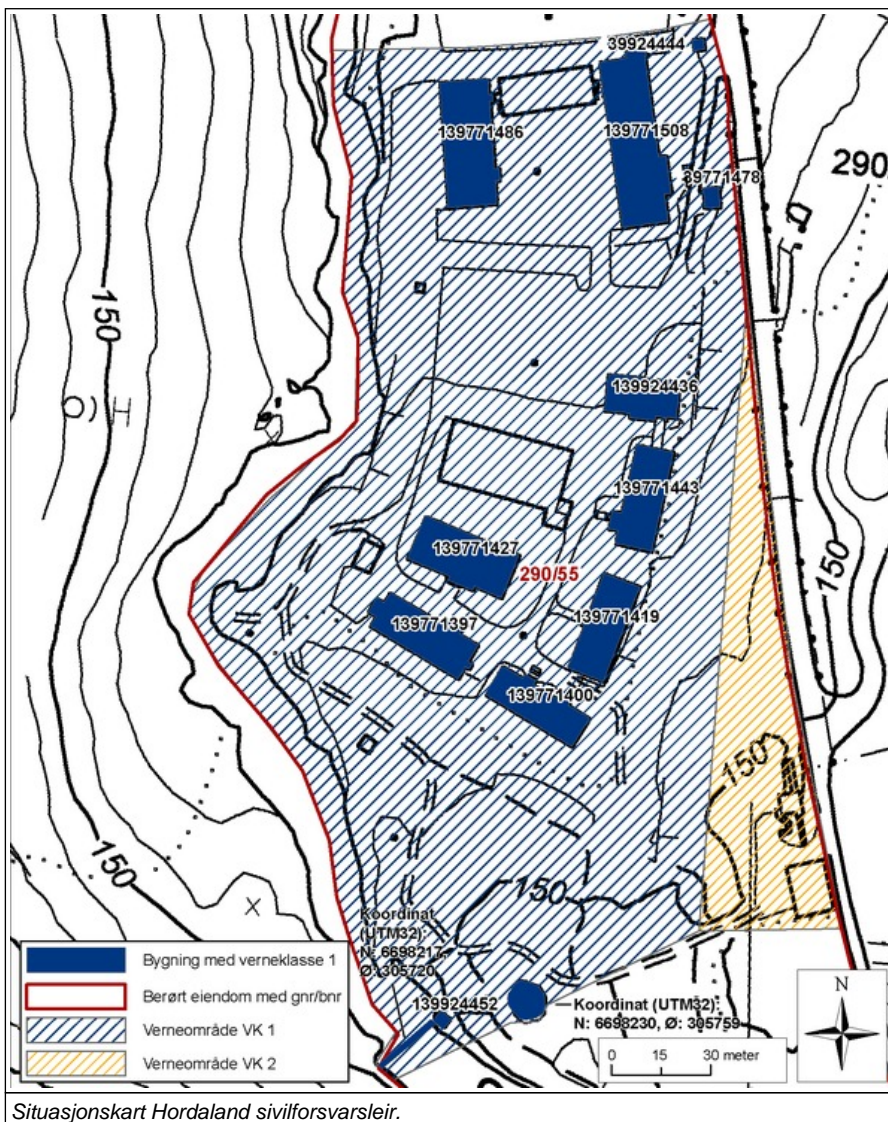 39924444
139771486
139771508
39771478
290
150
O)
H
139924436
139771443
139771427
290/55
150
139771397
139771419
139771400
150
150
150
X
Koordinat
(UTM32):
N: 6698217,
Ø: 305720
139924452
Koordinat (UTM32):
N: 6698230, Ø: 305759
Bygning med verneklasse 1
Berørt eiendom med gnr/bnr
Verneområde VK 1
Verneområde VK 2
0 15 30 meter
N
Situasjonskart Hordaland sivilforsvarsleir.